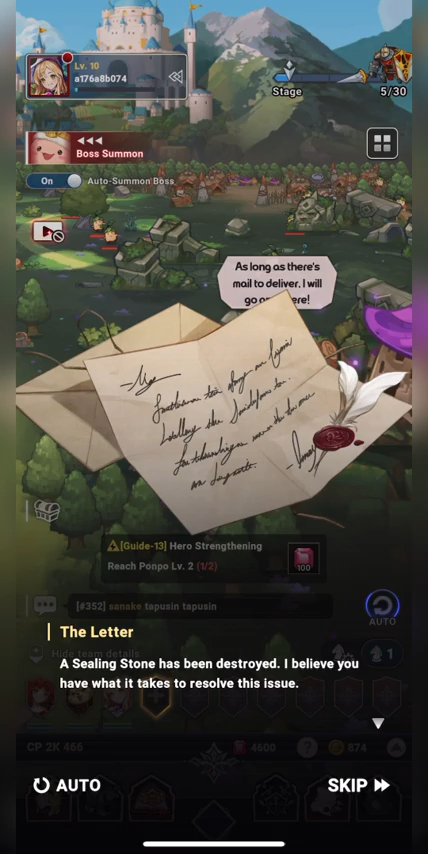 Lv. 10
a176a8b074
Stage
5/30
Boss Summon
On
Auto-Summon Boss
As long as there's
mail to deliver, I will
go
[Guide-13] Hero Strengthening
Reach Ponpo Lv. 2 (1/2)
100
[#352] sanake tapusin tapusin
AUTO
The Letter
Hide team details
1
A Sealing Stone has been destroyed. I believe you
have what it takes to resolve this issue.
CP 2K 466
4600
?
874
AUTO
SKIP